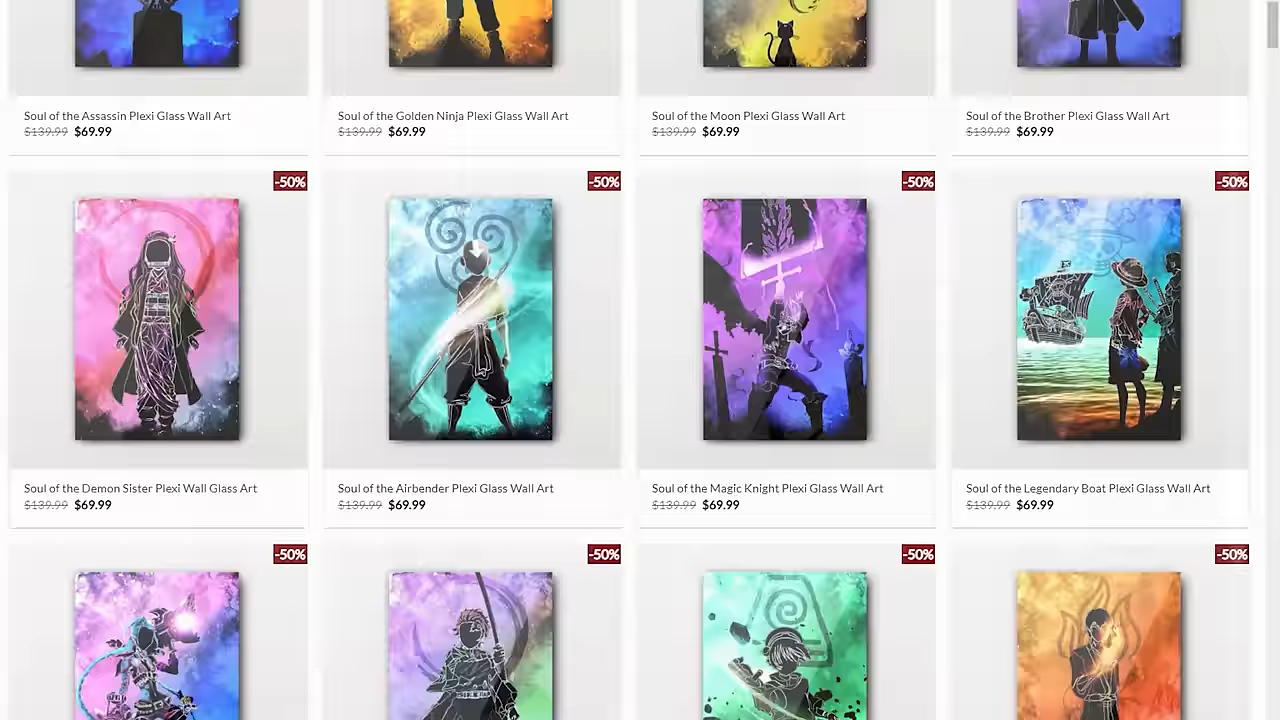 Soul of the Assassin Plexi Glass Wall Art
$139.99 $69.99
Soul of the Golden Ninja Plexi Glass Wall Art
$139.99 $69.99
Soul of the Moon Plexi Glass Wall Art
$139.99 $69.99
Soul of the Brother Plexi Glass Wall Art
$139.99 $69.99
-50%
-50%
-50%
-50%
Soul of the Demon Sister Plexi Wall Glass Art
$139.99 $69.99
Soul of the Airbender Plexi Glass Wall Art
$139.99 $69.99
Soul of the Magic Knight Plexi Glass Wall Art
$139.99 $69.99
Soul of the Legendary Boat Plexi Glass Wall Art
$139.99 $69.99
-50%
-50%
-50%
-50%